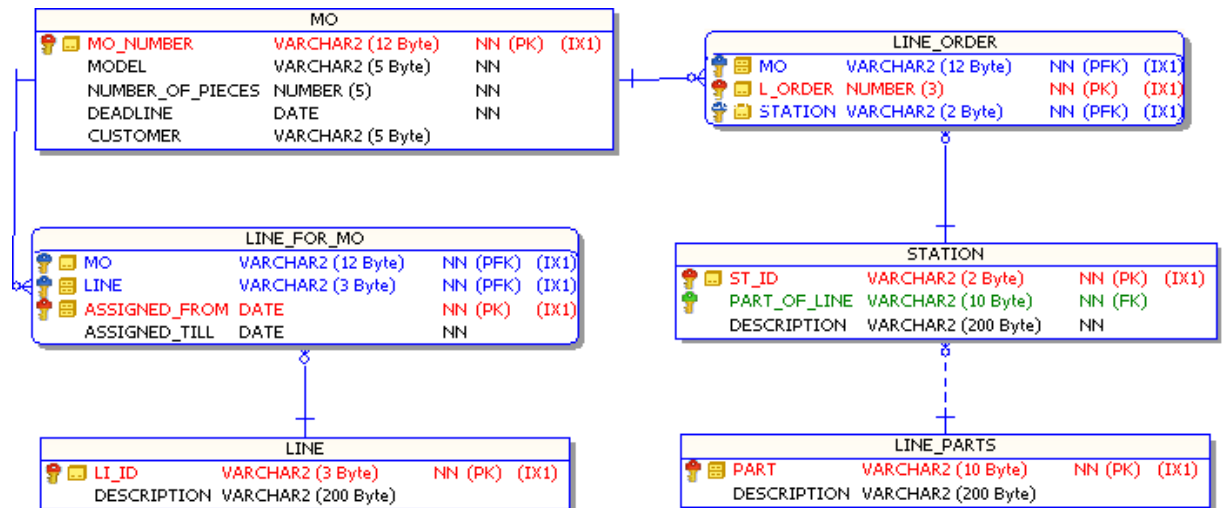 MO
MO_NUMBER VARCHAR2 (12 Byte) NN (PK) (IX1)
MODEL VARCHAR2 (5 Byte) NN
NUMBER_OF_PIECES NUMBER (5) NN
DEADLINE DATE NN
CUSTOMER VARCHAR2 (5 Byte)
LINE_ORDER
MO VARCHAR2 (12 Byte) NN (PFK) (IX1)
L_ORDER NUMBER (3) NN (PK) (IX1)
STATION VARCHAR2 (2 Byte) NN (PFK) (IX1)
LINE_FOR_MO
MO VARCHAR2 (12 Byte) NN (PFK) (IX1)
LINE VARCHAR2 (3 Byte) NN (PFK) (IX1)
ASSIGNED_FROM DATE NN (PK) (IX1)
ASSIGNED_TILL DATE NN
STATION
ST_ID VARCHAR2 (2 Byte) NN (PK) (IX1)
PART_OF_LINE VARCHAR2 (10 Byte) NN (FK)
DESCRIPTION VARCHAR2 (200 Byte) NN
LINE
LI_ID VARCHAR2 (3 Byte) NN (PK) (IX1)
DESCRIPTION VARCHAR2 (200 Byte)
LINE_PARTS
PART VARCHAR2 (10 Byte) NN (PK) (IX1)
DESCRIPTION VARCHAR2 (200 Byte)